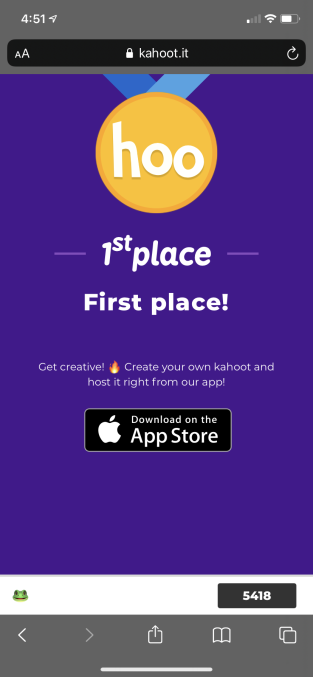 4:51
AA kahoot.it
hoo
1st place
First place!
Get creative! 🔥 Create your own kahoot and
host it right from our app!
Download on the
App Store
5418